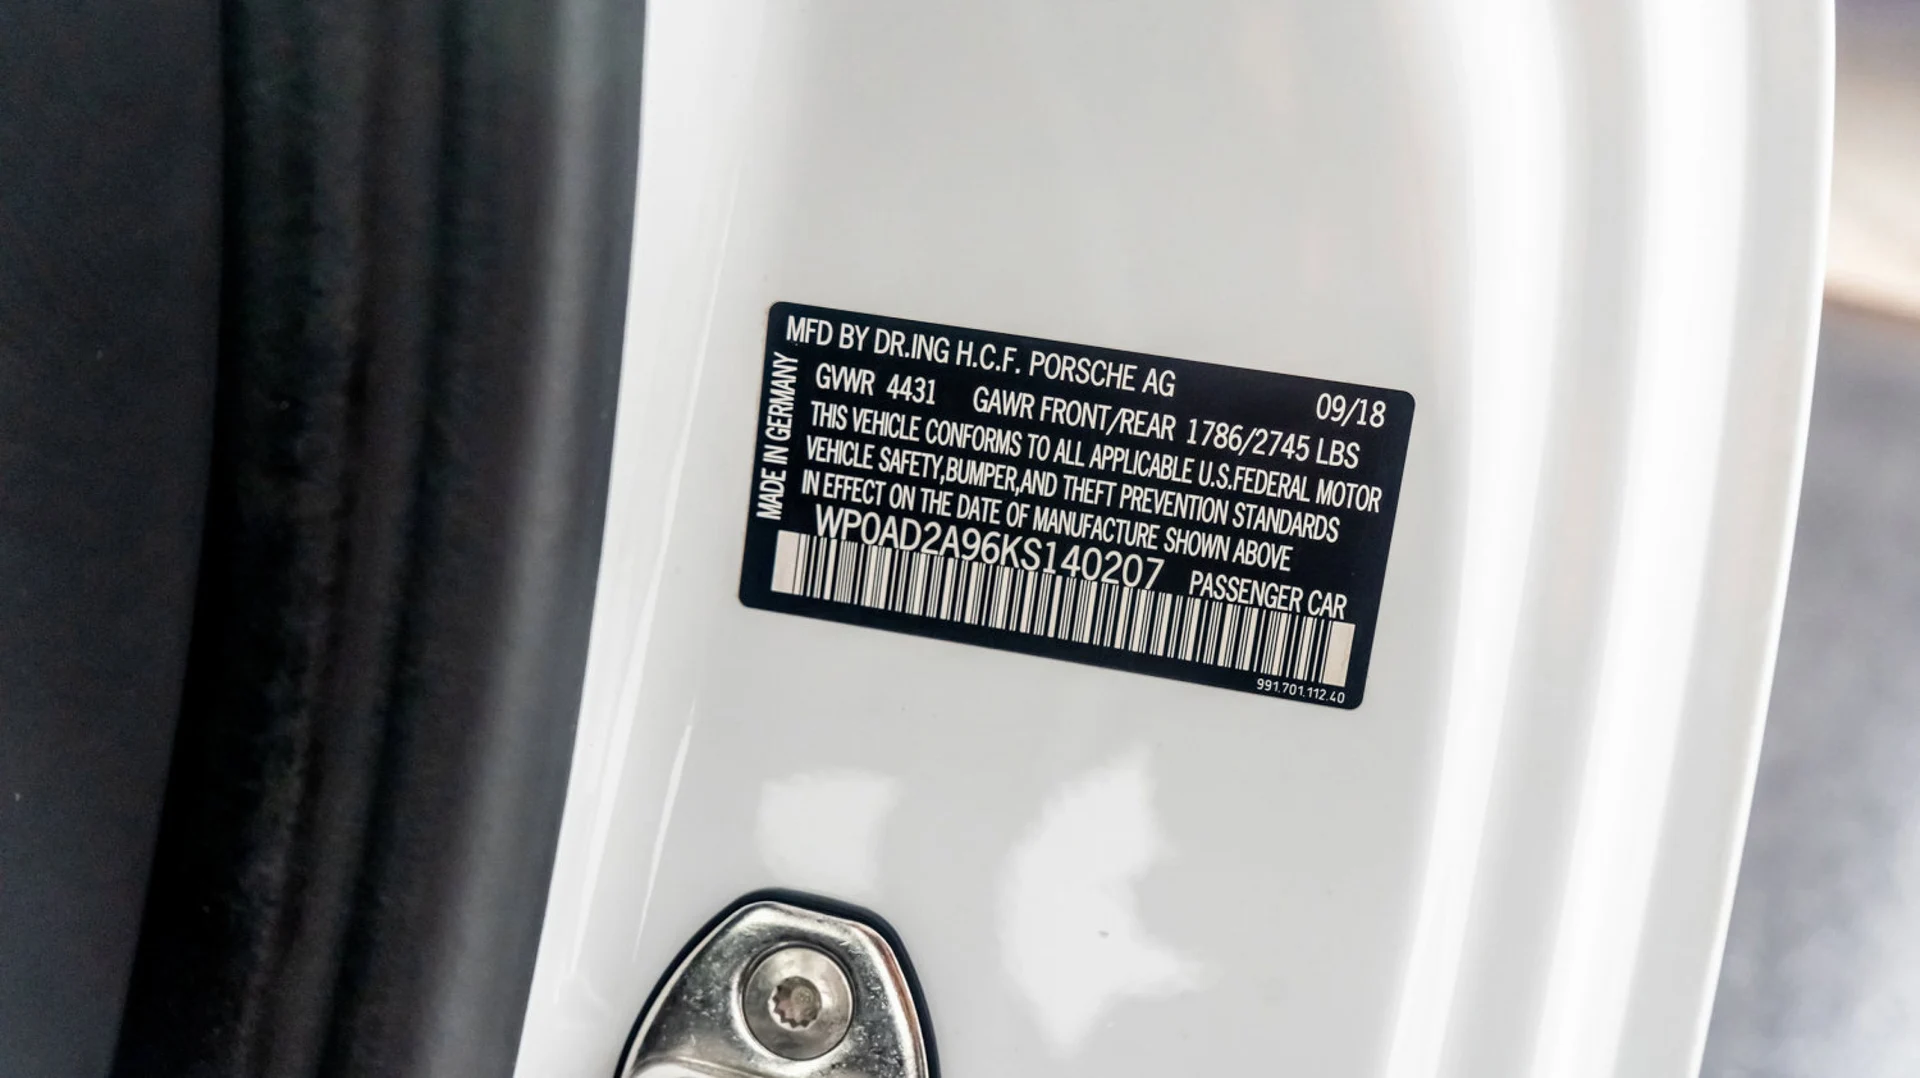 MFD BY DR.ING H.C.F. PORSCHE AG
09/18
GVWR 4431 GAWR FRONT/REAR 1786/2745 LBS
THIS VEHICLE CONFORMS TO ALL APPLICABLE U.S.FEDERAL MOTOR
VEHICLE SAFETY,BUMPER,AND THEFT PREVENTION STANDARDS
IN EFFECT ON THE DATE OF MANUFACTURE SHOWN ABOVE
WP0AD2A96KS140207 PASSENGER CAR
991.701.112.40
MADE IN GERMANY